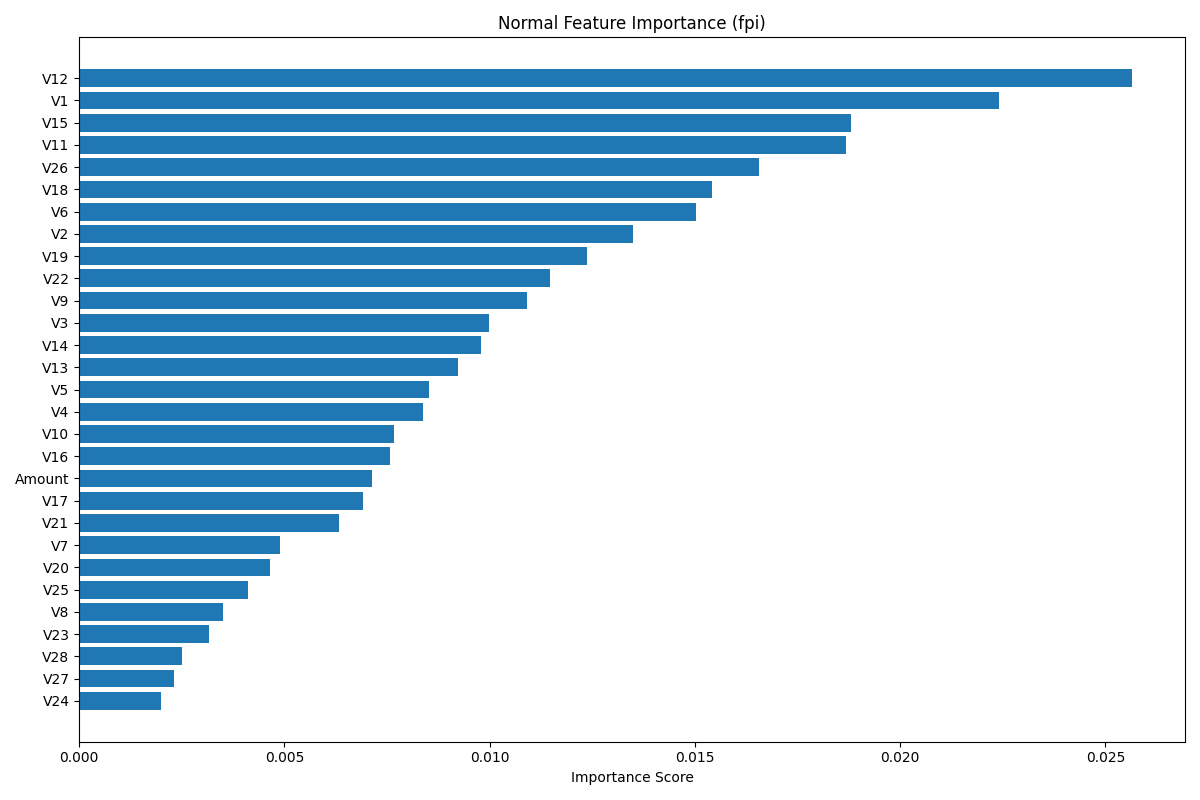 Normal Feature Importance (fpi)
V12
V1
V15
V11
V26
V18
V6
V2
V19
V22
V9
V3
V14
V13
V5
V4
V10
V16
Amount
V17
V21
V7
V20
V25
V8
V23
V28
V27
V24
0.000 0.005 0.010 0.015 0.020 0.025
Importance Score